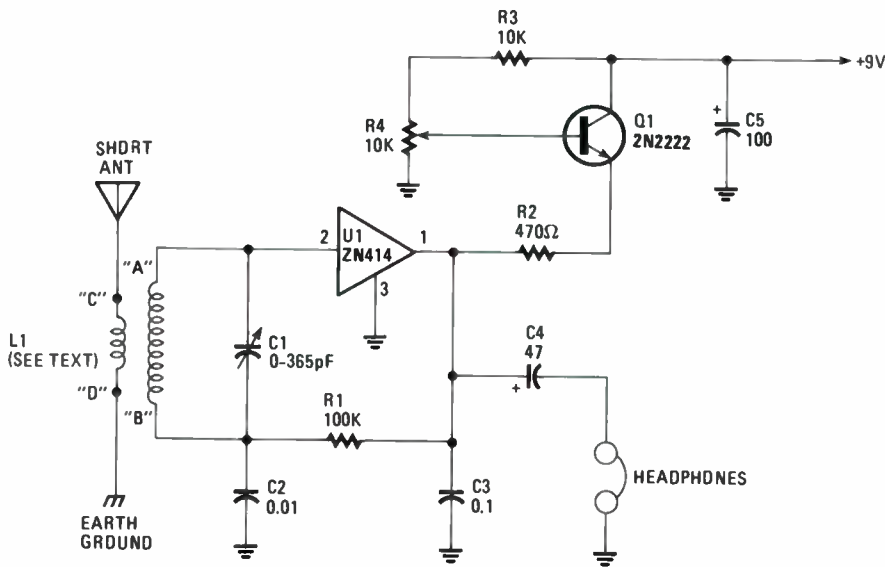 R3
10K
+9V
R4
10K
Q1
2N2222
+
C5
100
SHORT
ANT
R2
470Ω
2
U1
ZN414
1
3
"A"
"C"
L1
(SEE TEXT)
C1
0-365pF
C4
47
+
"D"
"B"
R1
100K
HEADPHONES
C2
0.01
C3
0.1
EARTH
GROUND